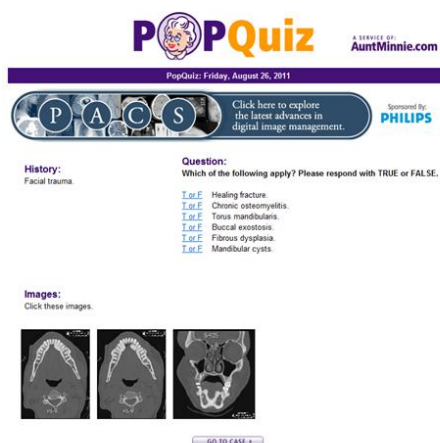 POPQuiz
A SERVICE OF:
AuntMinnie.com
PopQuiz: Friday, August 26, 2011
PACS
Click here to explore
the latest advances in
digital image management.
Sponsored By:
PHILIPS
History:
Facial trauma.
Question:
Which of the following apply? Please respond with TRUE or FALSE.
T or F Healing fracture.
T or F Chronic osteomyelitis.
T or F Torus mandibularis.
T or F Buccal exostosis.
T or F Fibrous dysplasia.
T or F Mandibular cysts.
Images:
Click these images.
GO TO CASE